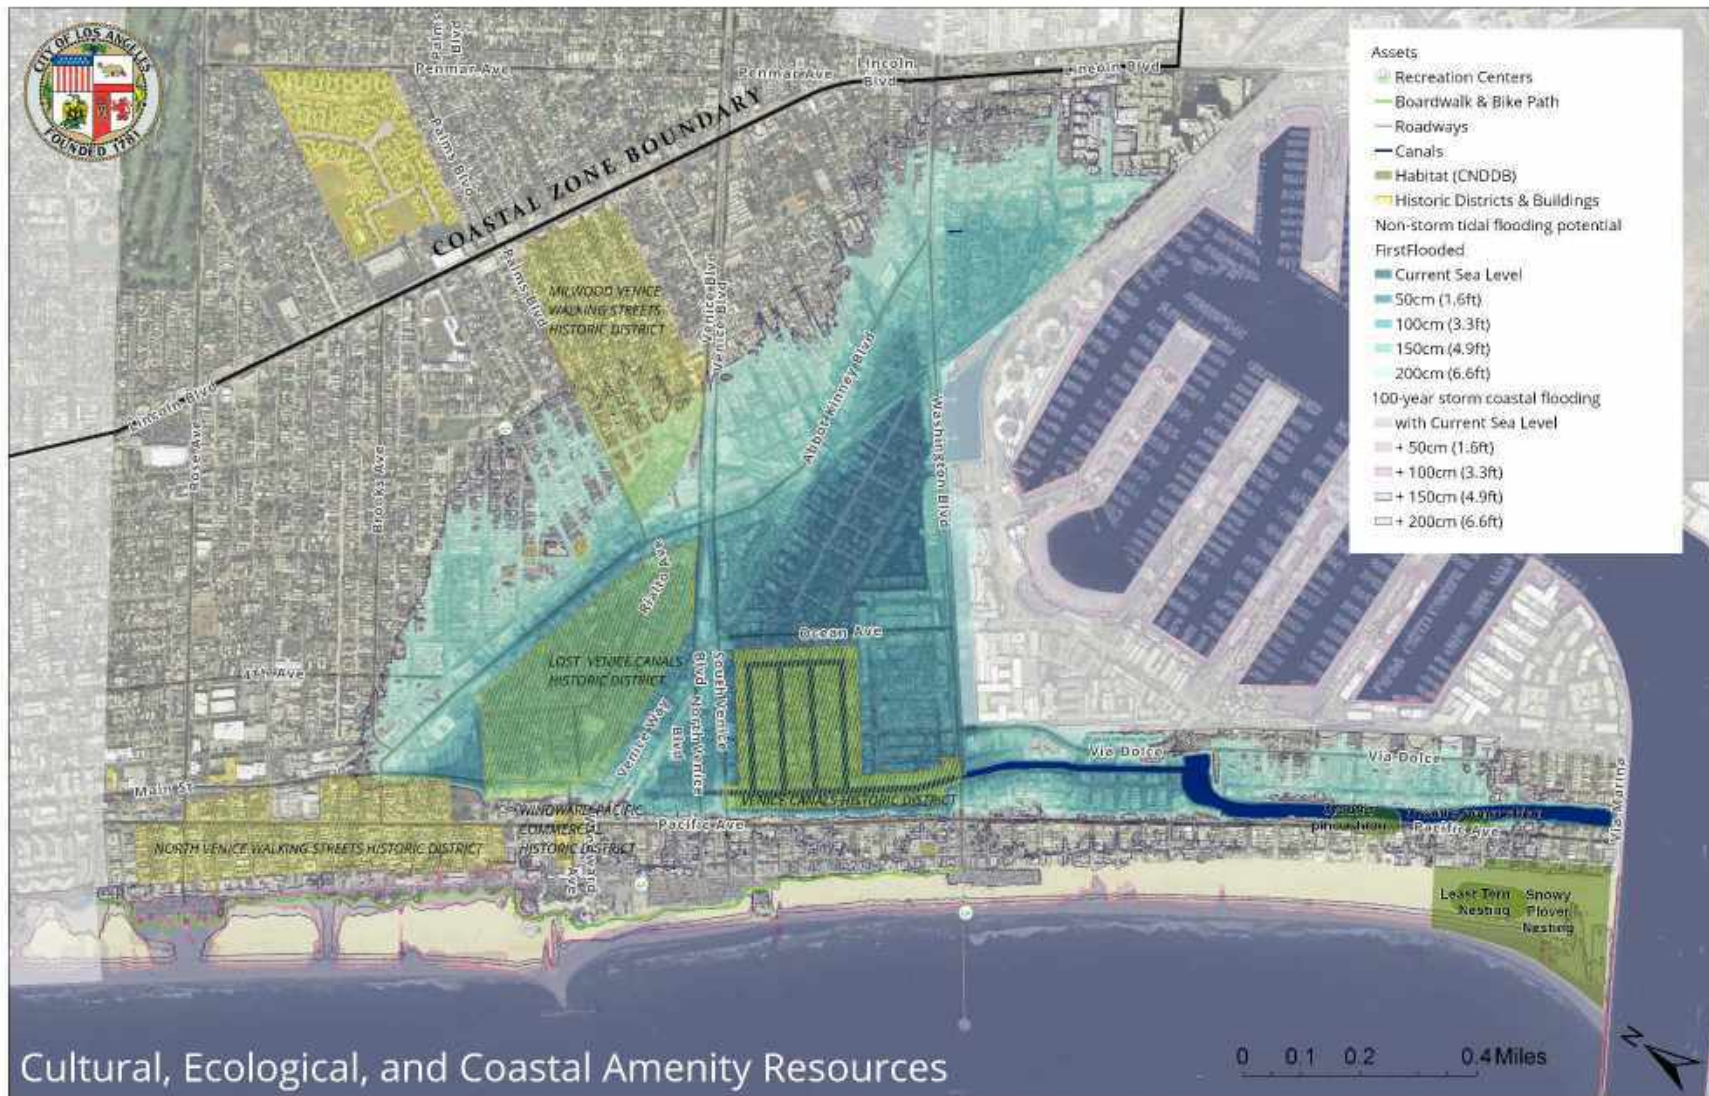 CITY OF LOS ANGELES
FOUNDED 1781
Palms
Blvd
Penmar Ave
Penmar Ave
Lincoln
Blvd
Lincoln Blvd
Palms Blvd
COASTAL ZONE BOUNDARY
Palms Blvd
MILWOOD VENICE
WALKING STREETS
HISTORIC DISTRICT
Venice Blvd
Venice Blvd
Abbot Kinney Blvd
Washington Blvd
Lincoln Blvd
Rose Ave
Brooks Ave
Rialto Ave
Ocean Ave
4th Ave
LOST VENICE CANALS
HISTORIC DISTRICT
Venice Way
South Venice
Blvd
North Venice
Blvd
Main St
Via Dolce
Via Dolce
Via Marina
VENICE CANALS HISTORIC DISTRICT
WINDWARD-PACIFIC
COMMERCIAL
HISTORIC DISTRICT
Windward
Ave
Pacific Ave
pincushion
Pacific Ave
NORTH VENICE WALKING STREETS HISTORIC DISTRICT
Least Tern
Nesting
Snowy
Plover
Nesting
Assets
Recreation Centers
Boardwalk & Bike Path
Roadways
Canals
Habitat (CNDDB)
Historic Districts & Buildings
Non-storm tidal flooding potential
FirstFlooded
Current Sea Level
50cm (1.6ft)
100cm (3.3ft)
150cm (4.9ft)
200cm (6.6ft)
100-year storm coastal flooding
with Current Sea Level
+ 50cm (1.6ft)
+ 100cm (3.3ft)
+ 150cm (4.9ft)
+ 200cm (6.6ft)
Cultural, Ecological, and Coastal Amenity Resources
0 0.1 0.2 0.4 Miles
N